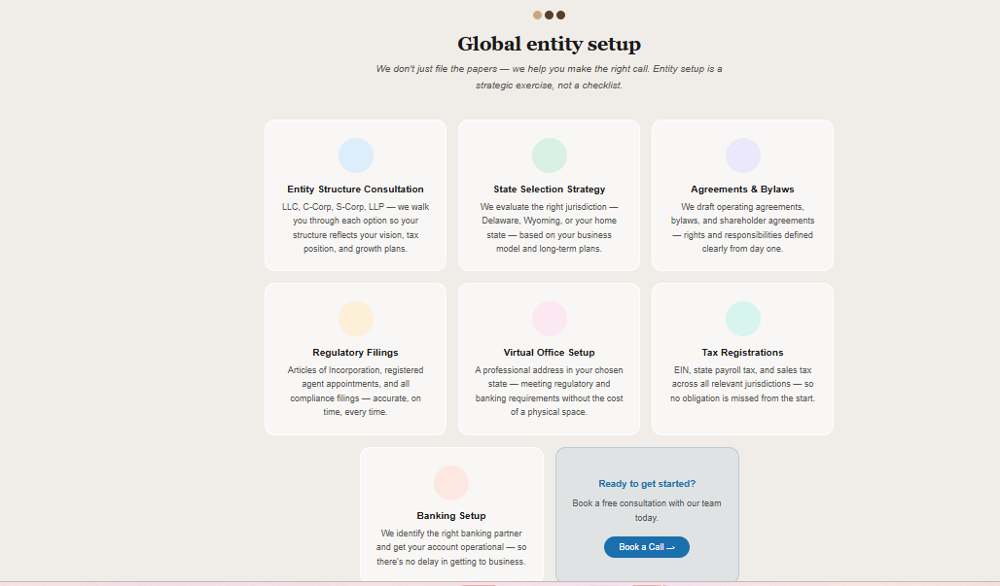 Global entity setup
We don't just file the papers — we help you make the right call. Entity setup is a
strategic exercise, not a checklist.
Entity Structure Consultation
LLC, C-Corp, S-Corp, LLP — we walk
you through each option so your
structure reflects your vision, tax
position, and growth plans.
State Selection Strategy
We evaluate the right jurisdiction —
Delaware, Wyoming, or your home
state — based on your business
model and long-term plans.
Agreements & Bylaws
We draft operating agreements,
bylaws, and shareholder agreements
— rights and responsibilities defined
clearly from day one.
Regulatory Filings
Articles of Incorporation, registered
agent appointments, and all
compliance filings — accurate, on
time, every time.
Virtual Office Setup
A professional address in your chosen
state — meeting regulatory and
banking requirements without the cost
of a physical space.
Tax Registrations
EIN, state payroll tax, and sales tax
across all relevant jurisdictions — so
no obligation is missed from the start.
Banking Setup
We identify the right banking partner
and get your account operational — so
there's no delay in getting to business.
Ready to get started?
Book a free consultation with our team
today.
Book a Call →